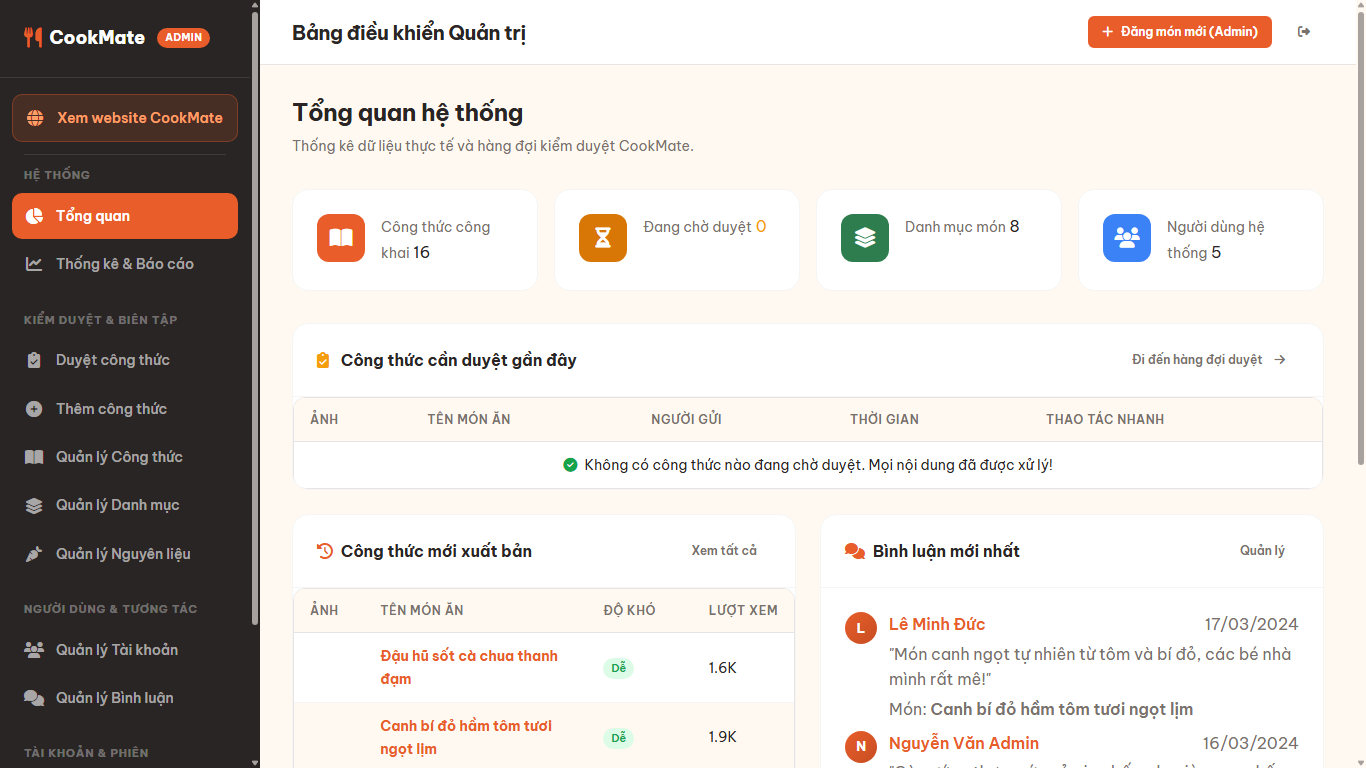 CookMate ADMIN
Xem website CookMate
HỆ THỐNG
Tổng quan
Thống kê & Báo cáo
KIỂM DUYỆT & BIÊN TẬP
Duyệt công thức
Thêm công thức
Quản lý Công thức
Quản lý Danh mục
Quản lý Nguyên liệu
NGƯỜI DÙNG & TƯƠNG TÁC
Quản lý Tài khoản
Quản lý Bình luận
TÀI KHOẢN & PHIÊN
Bảng điều khiển Quản trị
Đăng món mới (Admin)
Tổng quan hệ thống
Thống kê dữ liệu thực tế và hàng đợi kiểm duyệt CookMate.
Công thức công
khai 16
Đang chờ duyệt 0
Danh mục món 8
Người dùng hệ
thống 5
Công thức cần duyệt gần đây
Đi đến hàng đợi duyệt
ẢNH TÊN MÓN ĂN NGƯỜI GỬI THỜI GIAN THAO TÁC NHANH
Không có công thức nào đang chờ duyệt. Mọi nội dung đã được xử lý!
Công thức mới xuất bản
Xem tất cả
ẢNH TÊN MÓN ĂN ĐỘ KHÓ LƯỢT XEM
Đậu hũ sốt cà chua thanh
đạm
Dễ
1.6K
Canh bí đỏ hầm tôm tươi
ngọt lịm
Dễ
1.9K
Bình luận mới nhất
Quản lý
L
Lê Minh Đức 17/03/2024
"Món canh ngọt tự nhiên từ tôm và bí đỏ, các bé nhà
mình rất mê!"
Món: Canh bí đỏ hầm tôm tươi ngọt lịm
N
Nguyễn Văn Admin 16/03/2024